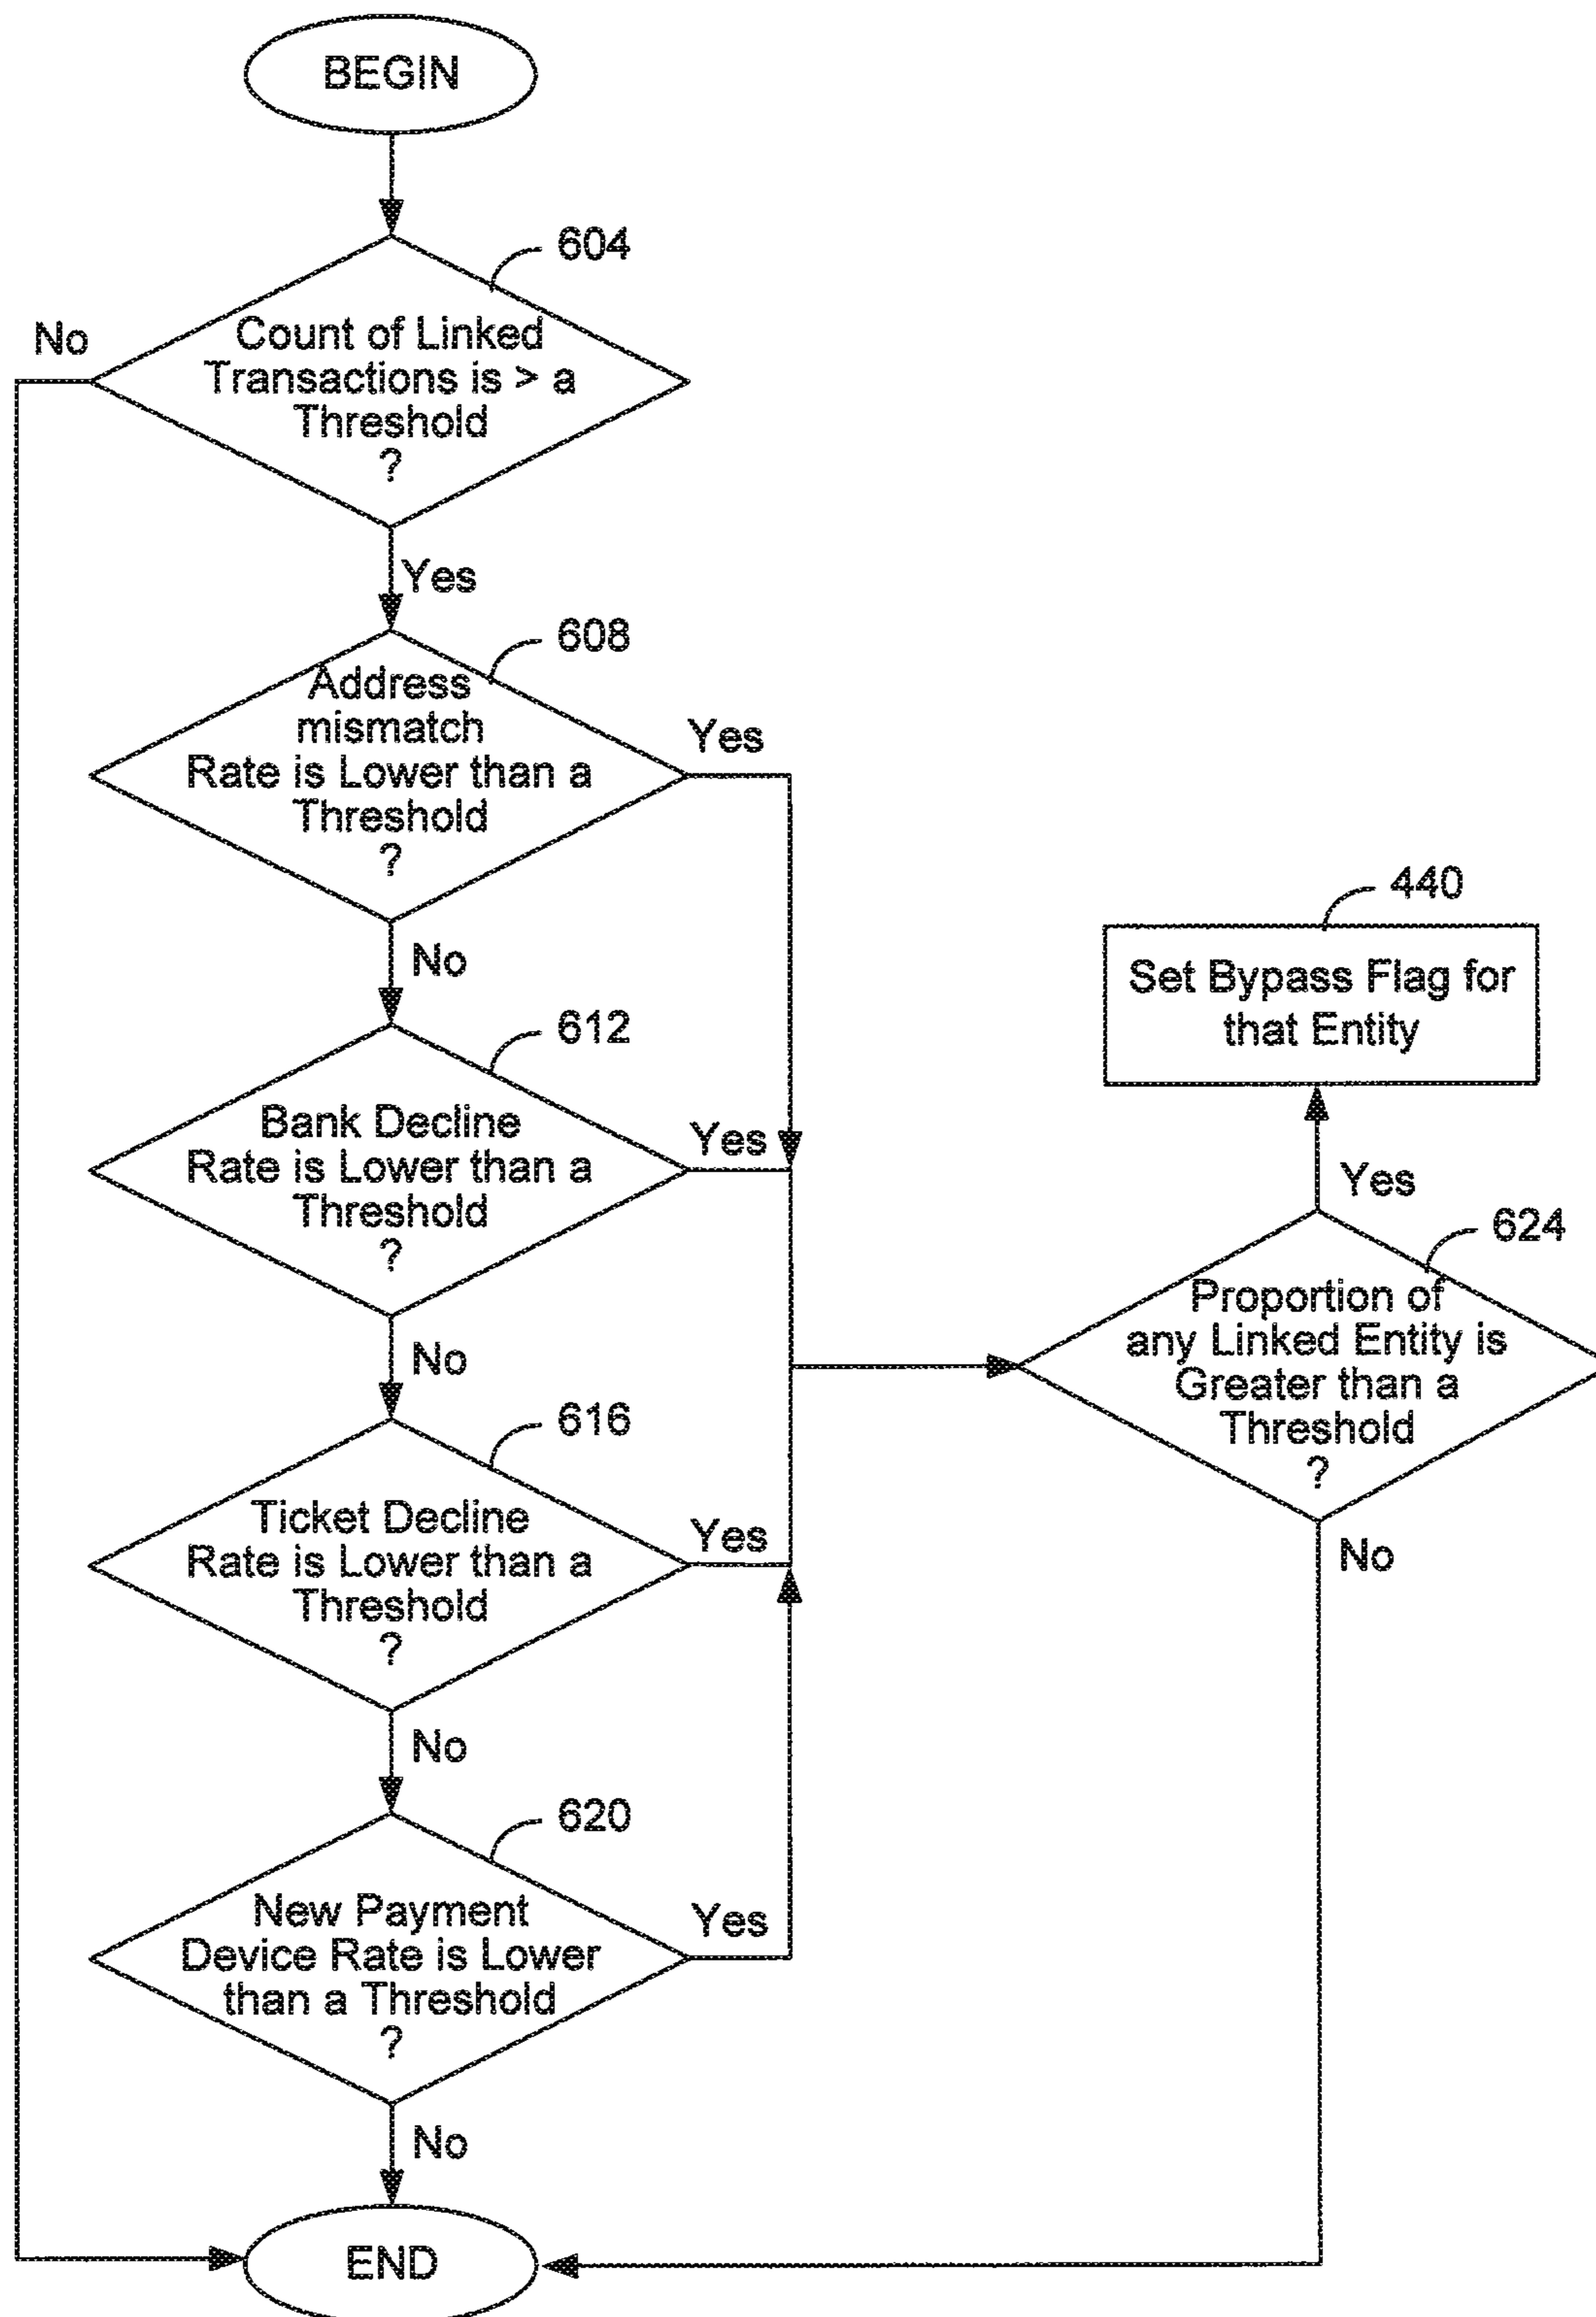 BEGIN
604
No
Count of Linked
Transactions is > a
Threshold
?
Yes
608
Address
mismatch
Rate is Lower than a
Threshold
?
Yes
No
440
Set Bypass Flag for
that Entity
612
Bank Decline
Rate is Lower than a
Threshold
?
Yes
No
Yes
624
Proportion of
any Linked Entity is
Greater than a
Threshold
?
No
616
Ticket Decline
Rate is Lower than a
Threshold
?
Yes
No
620
New Payment
Device Rate is Lower
than a Threshold
?
Yes
No
END